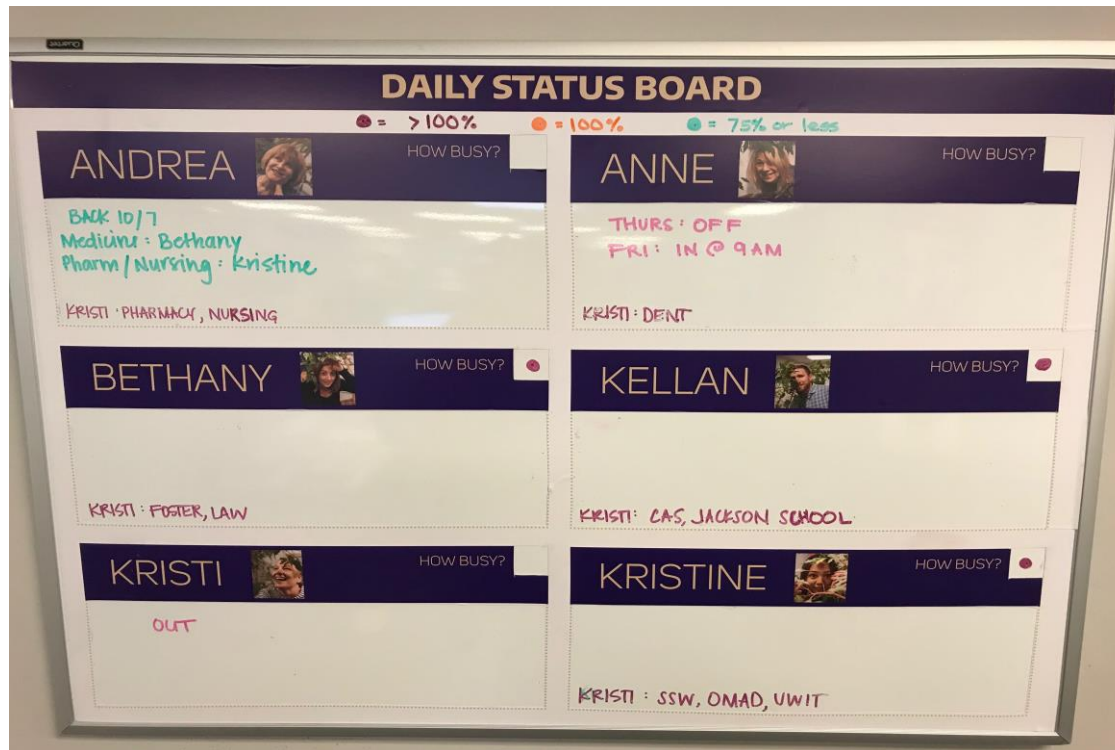 Quartet
DAILY STATUS BOARD
= >100% = 100% = 75% or less
ANDREA HOW BUSY?
BACK 10/7
Medicine: Bethany
Pharm/Nursing: Kristine
KRISTI: PHARMACY, NURSING
ANNE HOW BUSY?
THURS: OFF
FRI: IN @ 9AM
KRISTI: DENT
BETHANY HOW BUSY?
KRISTI: FOSTER, LAW
KELLAN HOW BUSY?
KRISTI: CAS, JACKSON SCHOOL
KRISTI HOW BUSY?
OUT
KRISTINE HOW BUSY?
KRISTI: SSW, OMAD, UWIT